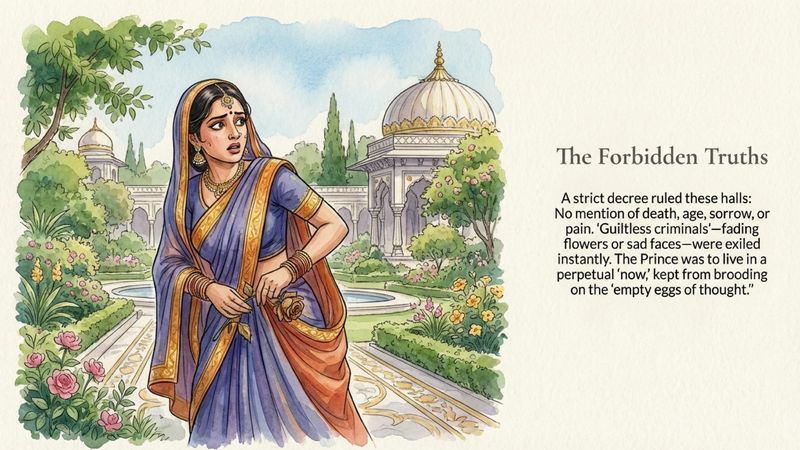 The Forbidden Truths
A strict decree ruled these halls:
No mention of death, age, sorrow, or
pain. ‘Guiltless criminals’—fading
flowers or sad faces—were exiled
instantly. The Prince was to live in a
perpetual ‘now,’ kept from brooding
on the ‘empty eggs of thought.”